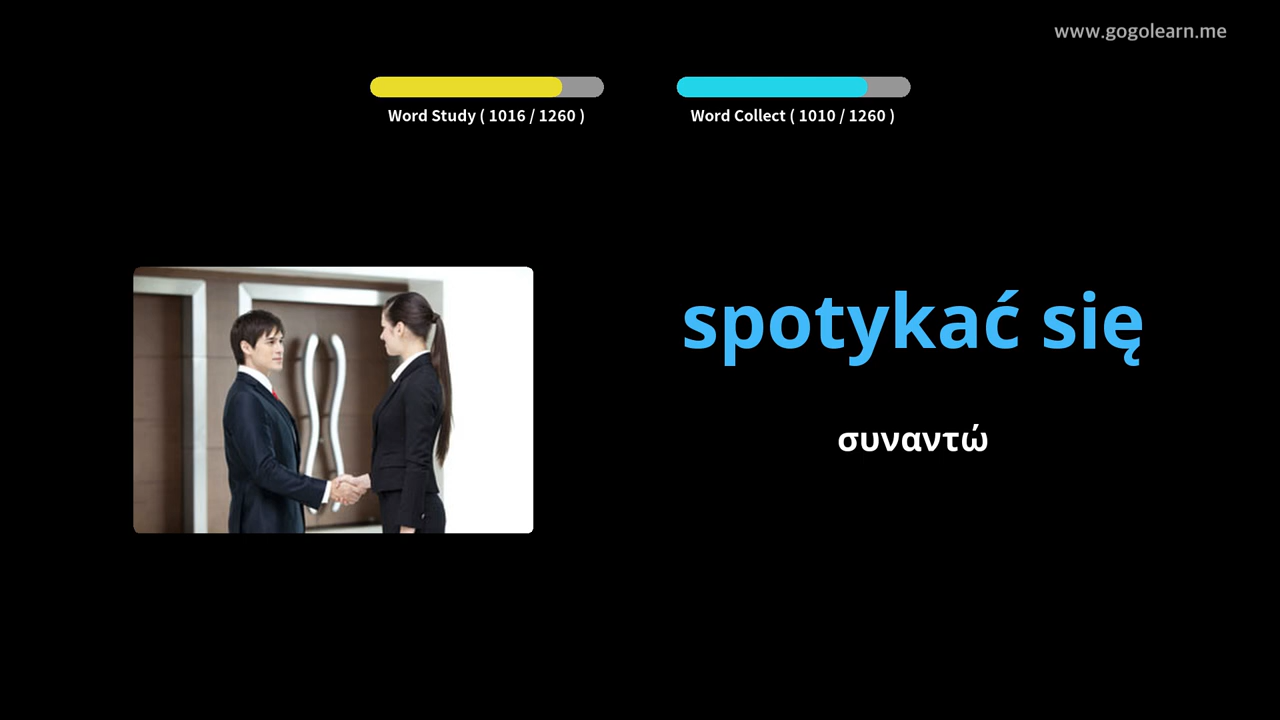 www.gogolearn.me
Word Study ( 1016 / 1260 )
Word Collect ( 1010 / 1260 )
spotykać się
συναντώ